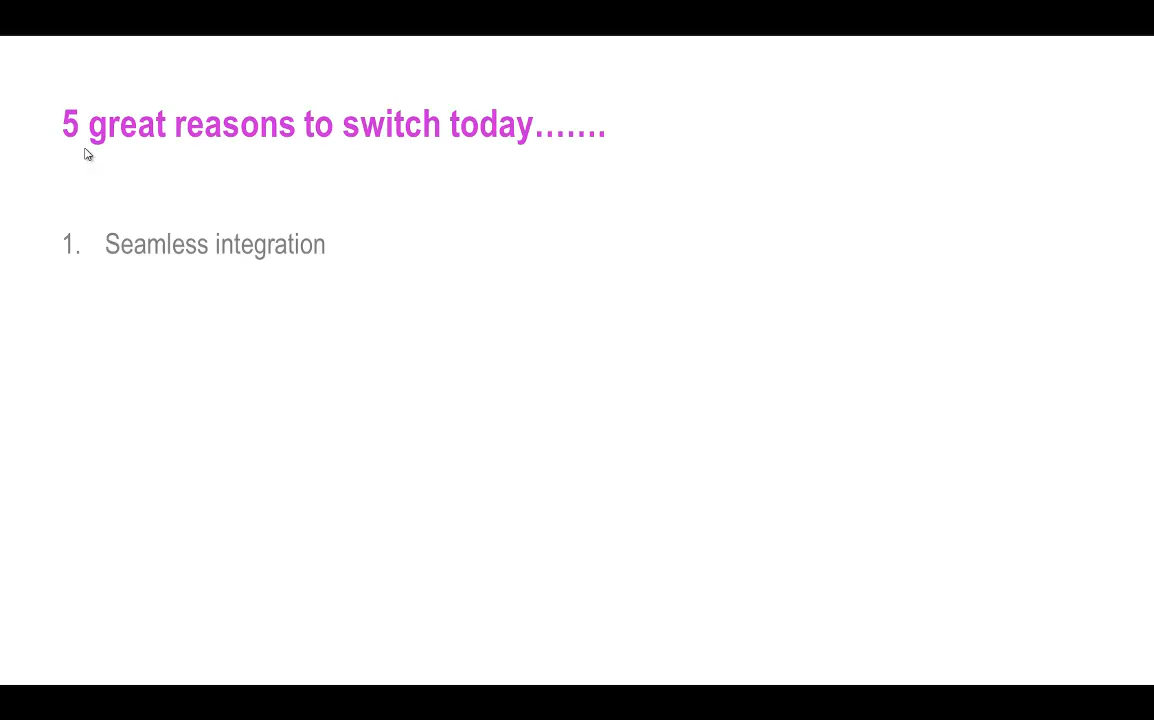 5 great reasons to switch today…….
1. Seamless integration